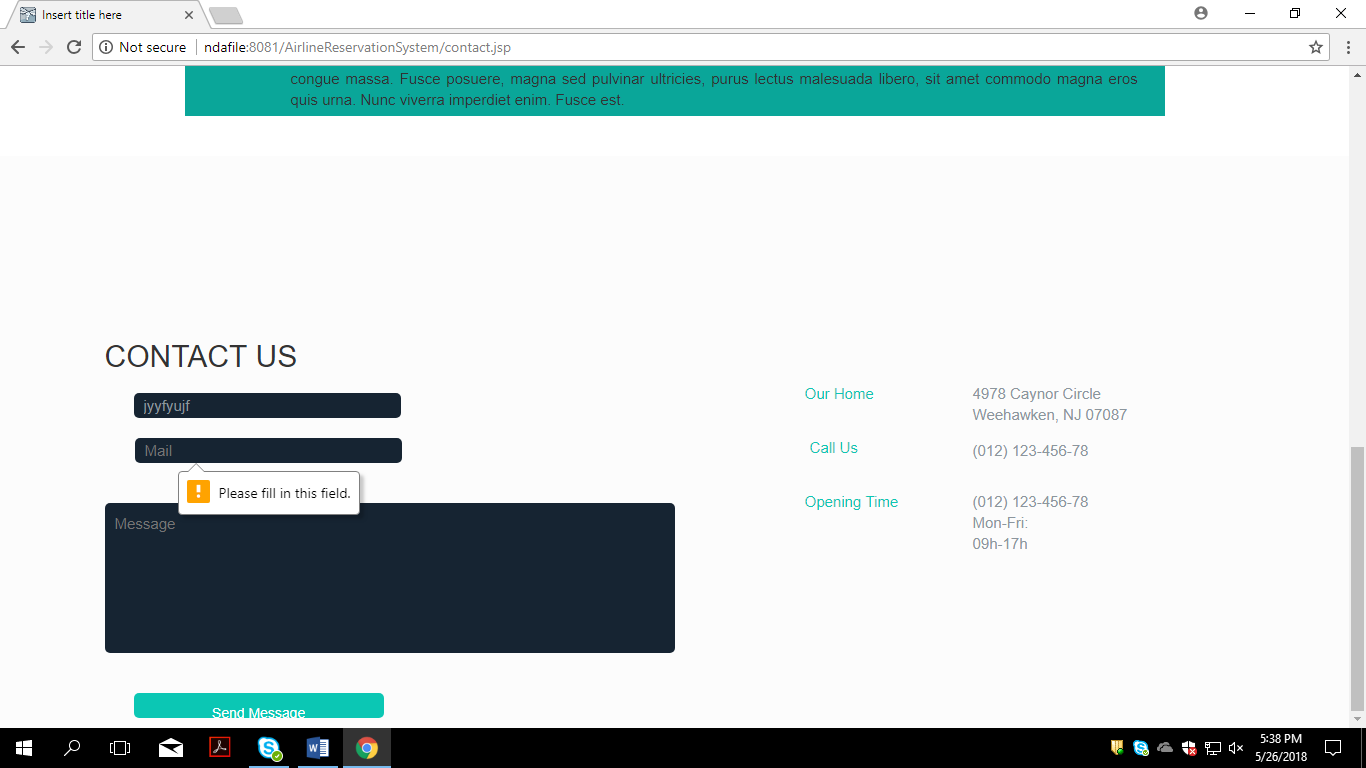 Insert title here
Not secure
ndafile:8081/AirlineReservationSystem/contact.jsp
congue massa. Fusce posuere, magna sed pulvinar ultricies, purus lectus malesuada libero, sit amet commodo magna eros
quis urna. Nunc viverra imperdiet enim. Fusce est.
CONTACT US
jyyfyujf
Mail
Please fill in this field.
Message
Send Message
Our Home
4978 Caynor Circle
Weehawken, NJ 07087
Call Us
(012) 123-456-78
Opening Time
(012) 123-456-78
Mon-Fri:
09h-17h
5:38 PM
5/26/2018